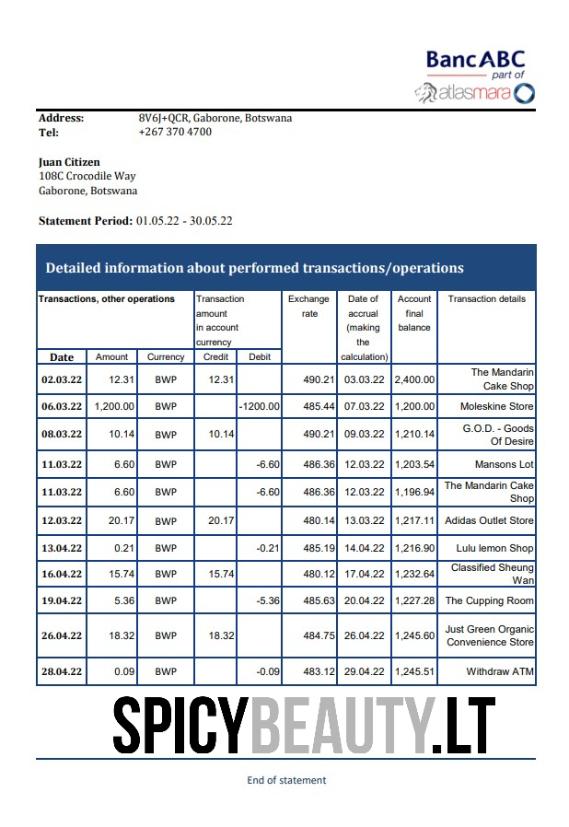 BancABC
part of
atlasmara
Address: 8V6J+QCR, Gaborone, Botswana
Tel: +267 370 4700
Juan Citizen
108C Crocodile Way
Gaborone, Botswana
Statement Period: 01.05.22 - 30.05.22
Detailed information about performed transactions/operations
Transactions, other operations Transaction amount in account currency Exchange rate Date of accrual (making the calculation) Account final balance Transaction details
Date Amount Currency Credit Debit
02.03.22 12.31 BWP 12.31 490.21 03.03.22 2,400.00 The Mandarin Cake Shop
06.03.22 1,200.00 BWP -1200.00 485.44 07.03.22 1,200.00 Moleskine Store
08.03.22 10.14 BWP 10.14 490.21 09.03.22 1,210.14 G.O.D. - Goods Of Desire
11.03.22 6.60 BWP -6.60 486.36 12.03.22 1,203.54 Mansons Lot
11.03.22 6.60 BWP -6.60 486.36 12.03.22 1,196.94 The Mandarin Cake Shop
12.03.22 20.17 BWP 20.17 480.14 13.03.22 1,217.11 Adidas Outlet Store
13.04.22 0.21 BWP -0.21 485.19 14.04.22 1,216.90 Lulu lemon Shop
16.04.22 15.74 BWP 15.74 480.12 17.04.22 1,232.64 Classified Sheung Wan
19.04.22 5.36 BWP -5.36 485.63 20.04.22 1,227.28 The Cupping Room
26.04.22 18.32 BWP 18.32 484.75 26.04.22 1,245.60 Just Green Organic Convenience Store
28.04.22 0.09 BWP -0.09 483.12 29.04.22 1,245.51 Withdraw ATM
SPICYBEAUTY.LT
End of statement